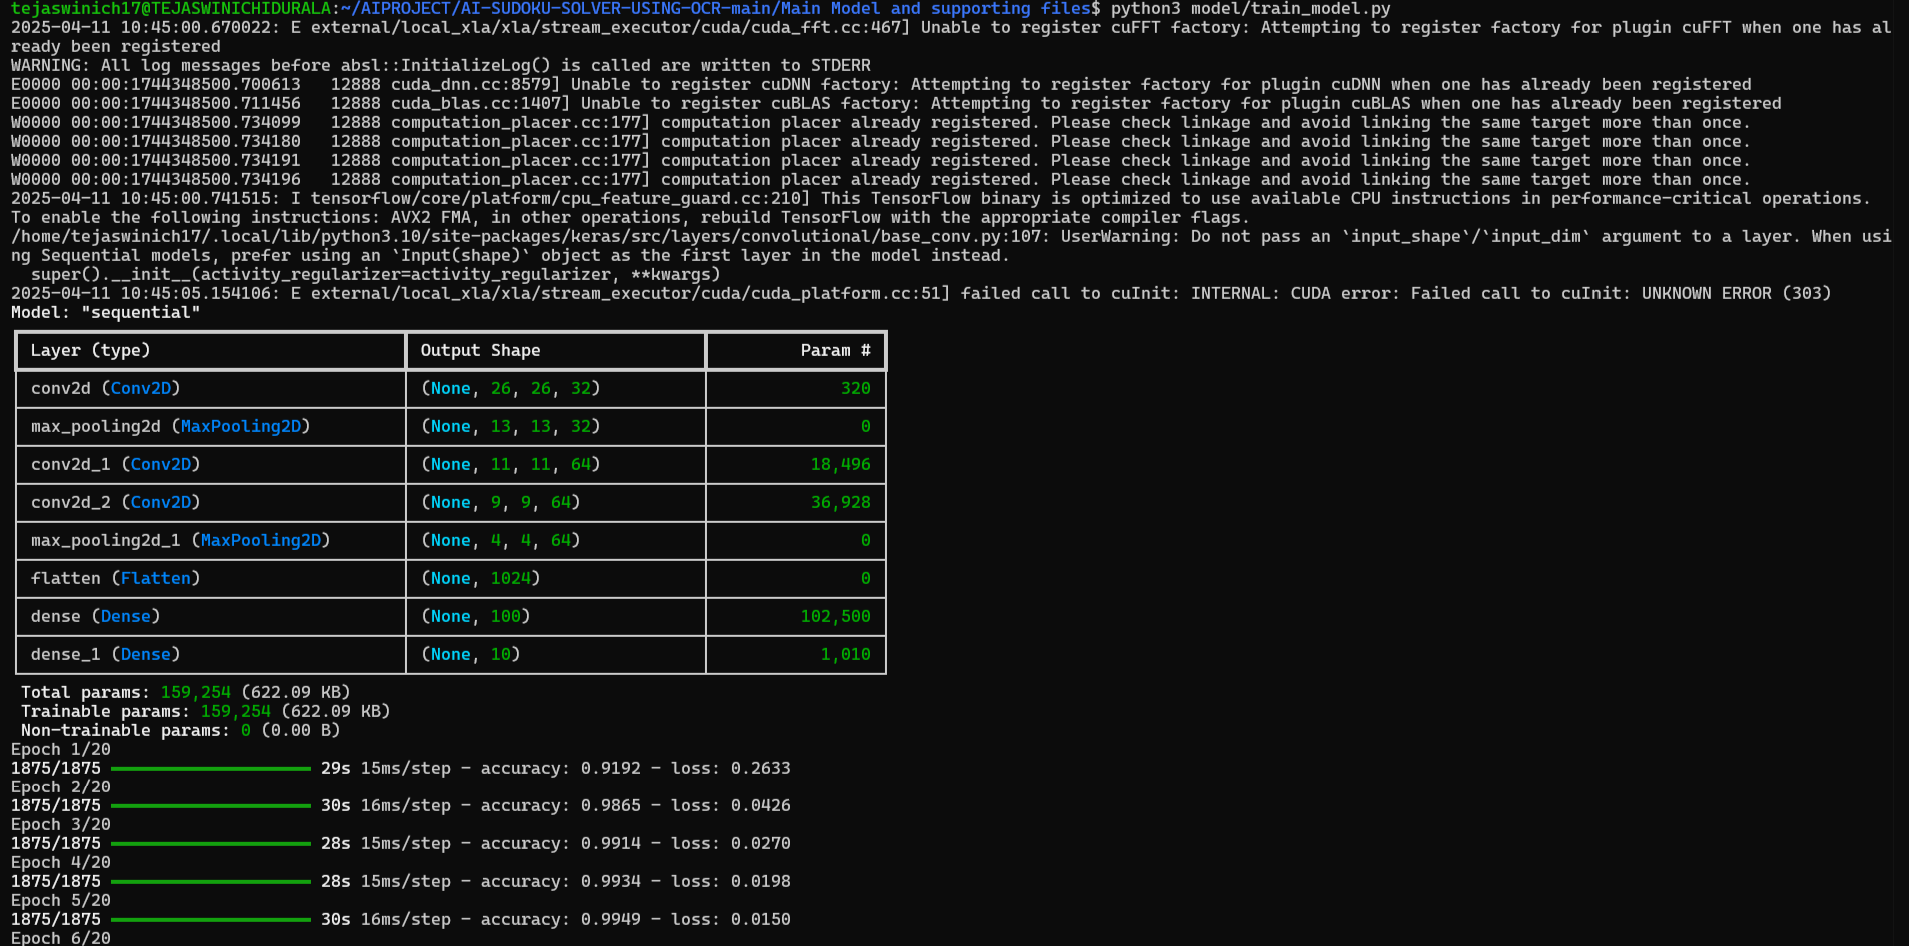 tejaswinich17@TEJASWINICHIDURALA:~/AIPROJECT/AI-SUDOKU-SOLVER-USING-OCR-main/Main Model and supporting files$ python3 model/train_model.py
2025-04-11 10:45:00.670022: E external/local_xla/xla/stream_executor/cuda/cuda_fft.cc:467] Unable to register cuFFT factory: Attempting to register factory for plugin cuFFT when one has al
ready been registered
WARNING: All log messages before absl::InitializeLog() is called are written to STDERR
E0000 00:00:1744348500.700613   12888 cuda_dnn.cc:8579] Unable to register cuDNN factory: Attempting to register factory for plugin cuDNN when one has already been registered
E0000 00:00:1744348500.711456   12888 cuda_blas.cc:1407] Unable to register cuBLAS factory: Attempting to register factory for plugin cuBLAS when one has already been registered
W0000 00:00:1744348500.734099   12888 computation_placer.cc:177] computation placer already registered. Please check linkage and avoid linking the same target more than once.
W0000 00:00:1744348500.734180   12888 computation_placer.cc:177] computation placer already registered. Please check linkage and avoid linking the same target more than once.
W0000 00:00:1744348500.734191   12888 computation_placer.cc:177] computation placer already registered. Please check linkage and avoid linking the same target more than once.
W0000 00:00:1744348500.734196   12888 computation_placer.cc:177] computation placer already registered. Please check linkage and avoid linking the same target more than once.
2025-04-11 10:45:00.741515: I tensorflow/core/platform/cpu_feature_guard.cc:210] This TensorFlow binary is optimized to use available CPU instructions in performance-critical operations.
To enable the following instructions: AVX2 FMA, in other operations, rebuild TensorFlow with the appropriate compiler flags.
/home/tejaswinich17/.local/lib/python3.10/site-packages/keras/src/layers/convolutional/base_conv.py:107: UserWarning: Do not pass an `input_shape`/`input_dim` argument to a layer. When usi
ng Sequential models, prefer using an `Input(shape)` object as the first layer in the model instead.
  super().__init__(activity_regularizer=activity_regularizer, **kwargs)
2025-04-11 10:45:05.154106: E external/local_xla/xla/stream_executor/cuda/cuda_platform.cc:51] failed call to cuInit: INTERNAL: CUDA error: Failed call to cuInit: UNKNOWN ERROR (303)
Model: "sequential"
Layer (type) Output Shape Param #
conv2d (Conv2D) (None, 26, 26, 32) 320
max_pooling2d (MaxPooling2D) (None, 13, 13, 32) 0
conv2d_1 (Conv2D) (None, 11, 11, 64) 18,496
conv2d_2 (Conv2D) (None, 9, 9, 64) 36,928
max_pooling2d_1 (MaxPooling2D) (None, 4, 4, 64) 0
flatten (Flatten) (None, 1024) 0
dense (Dense) (None, 100) 102,500
dense_1 (Dense) (None, 10) 1,010
Total params: 159,254 (622.09 KB)
Trainable params: 159,254 (622.09 KB)
Non-trainable params: 0 (0.00 B)
Epoch 1/20
1875/1875 29s 15ms/step - accuracy: 0.9192 - loss: 0.2633
Epoch 2/20
1875/1875 30s 16ms/step - accuracy: 0.9865 - loss: 0.0426
Epoch 3/20
1875/1875 28s 15ms/step - accuracy: 0.9914 - loss: 0.0270
Epoch 4/20
1875/1875 28s 15ms/step - accuracy: 0.9934 - loss: 0.0198
Epoch 5/20
1875/1875 30s 16ms/step - accuracy: 0.9949 - loss: 0.0150
Epoch 6/20